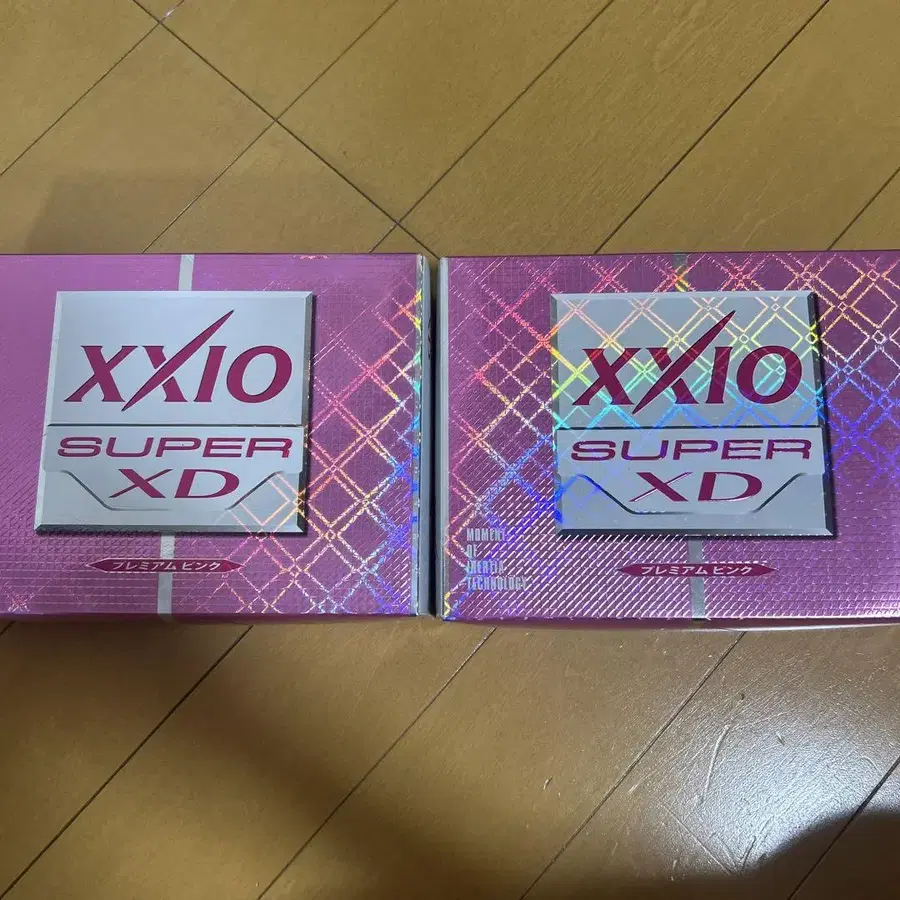 XXIO
SUPER
XD
プレミアム ピンク
XXIO
SUPER
XD
MOMENT
OF
INERTIA
TECHNOLOGY
プレミアム ピンク